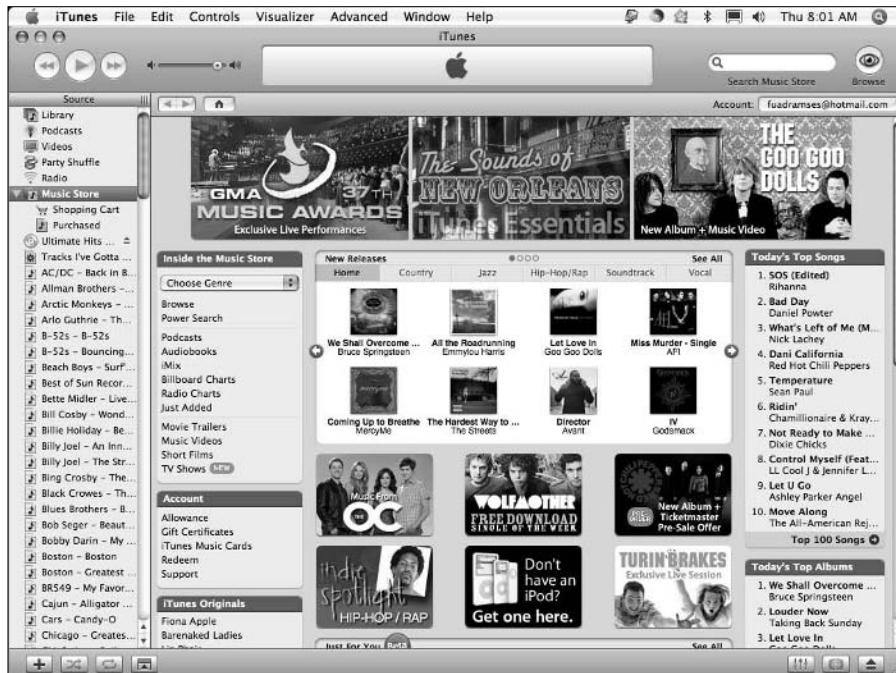 iTunes File Edit Controls Visualizer Advanced Window Help Thu 8:01 AM
iTunes
Search Music Store
Browse
Source
Library
Podcasts
Videos
Party Shuffle
Radio
Music Store
Shopping Cart
Purchased
Ultimate Hits ...
Tracks I've Gotta ...
AC/DC – Back in B...
Allman Brothers – ...
Arctic Monkeys – ...
Arlo Guthrie – Th...
B-52s – B-52s
B-52s – Bouncing...
Beach Boys – Surf'...
Best of Sun Recor...
Bette Midler – Live...
Bill Cosby – Wond...
Billie Holiday – Be...
Billy Joel – An Inn...
Billy Joel – The Str...
Bing Crosby – The...
Black Crowes – Th...
Blues Brothers – B...
Bob Seger – Beaut...
Bobby Darin – My ...
Boston – Boston
Boston – Greatest ...
BR549 – My Favor...
Cajun – Alligator ...
Cars – Candy-O
Chicago – Greates...
Account: fuadramses@hotmail.com
GMA 37TH
MUSIC AWARDS
Exclusive Live Performances
The Sounds of
NEW ORLEANS
iTunes Essentials
THE
GOO GOO
DOLLS
New Album + Music Video
Inside the Music Store
Choose Genre
Browse
Power Search
Podcasts
Audiobooks
iMix
Billboard Charts
Radio Charts
Just Added
Movie Trailers
Music Videos
Short Films
TV Shows NEW
Account
Allowance
Gift Certificates
iTunes Music Cards
Redeem
Support
iTunes Originals
Fiona Apple
Barenaked Ladies
New Releases See All
Home Country Jazz Hip-Hop/Rap Soundtrack Vocal
We Shall Overcome ...
Bruce Springsteen
All the Roadrunning
Emmylou Harris
Let Love In
Goo Goo Dolls
Miss Murder – Single
AFI
Coming Up to Breathe
MercyMe
The Hardest Way to ...
The Streets
Director
Avant
IV
Godsmack
Music From
THE OC
WOLFMOTHER
FREE DOWNLOAD
SINGLE OF THE WEEK
PRE-ORDER
New Album +
Ticketmaster
Pre-Sale Offer
indie
spotlight
HIP-HOP / RAP
Don't
have an
iPod?
Get one here.
TURIN BRAKES
Exclusive Live Session
Just For You Beta See All
Today's Top Songs
1. SOS (Edited)
Rihanna
2. Bad Day
Daniel Powter
3. What's Left of Me (M...
Nick Lachey
4. Dani California
Red Hot Chili Peppers
5. Temperature
Sean Paul
6. Ridin'
Chamillionaire & Kray...
7. Not Ready to Make ...
Dixie Chicks
8. Control Myself (Feat...
LL Cool J & Jennifer L...
9. Let U Go
Ashley Parker Angel
10. Move Along
The All-American Rej...
Top 100 Songs
Today's Top Albums
1. We Shall Overcome ...
Bruce Springsteen
2. Louder Now
Taking Back Sunday
3. Let Love In
Goo Goo Dolls